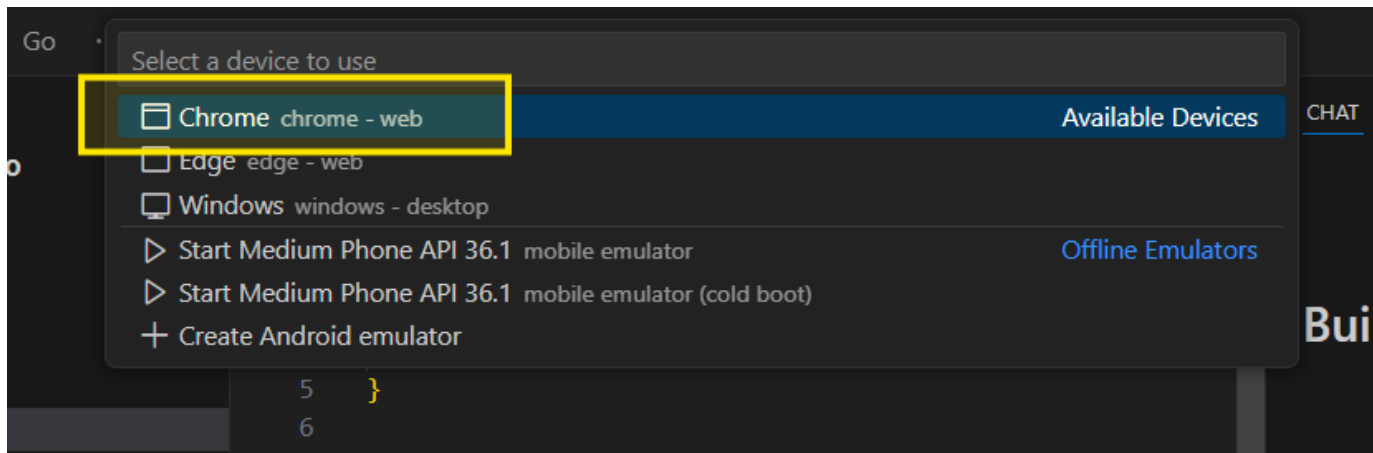 Go
Select a device to use
Chrome chrome - web Available Devices
CHAT
Edge edge - web
o
Windows windows - desktop
Start Medium Phone API 36.1 mobile emulator Offline Emulators
Start Medium Phone API 36.1 mobile emulator (cold boot)
Create Android emulator
Bui
5 }
6